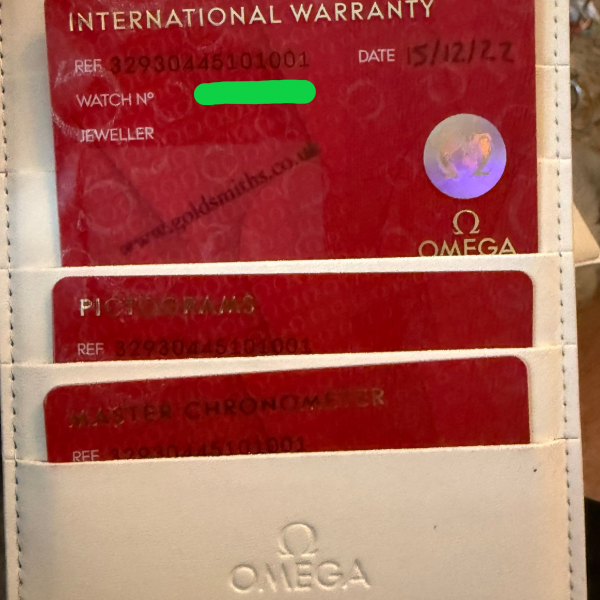 INTERNATIONAL WARRANTY
REF. 32930445101001 DATE 15/12/22
WATCH Nº
JEWELLER
www.goldsmiths.co.uk
Ω
OMEGA
PICTOGRAMS
REF. 32930445101001
MASTER CHRONOMETER
REF. 32930445101001
Ω
OMEGA